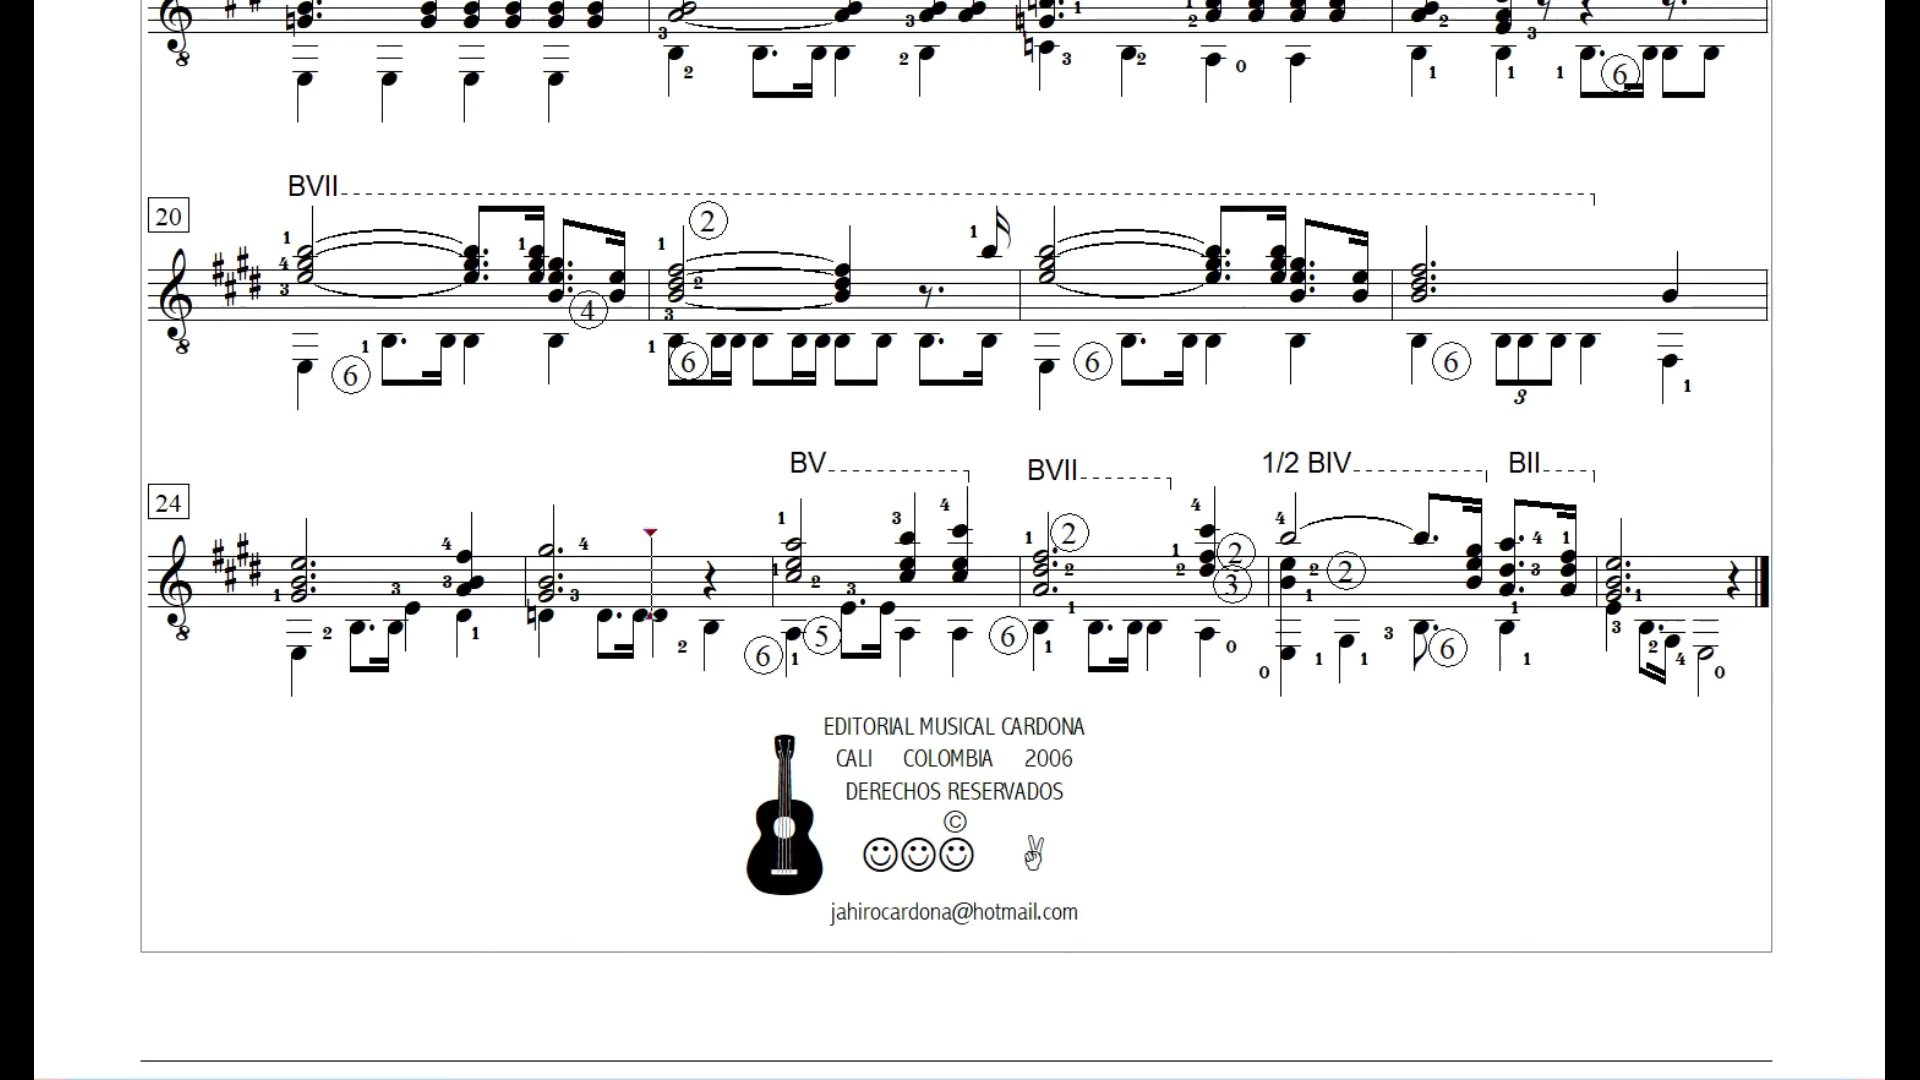 BVII
20
BV
BVII
1/2 BIV
BII
24
EDITORIAL MUSICAL CARDONA
CALI COLOMBIA 2006
DERECHOS RESERVADOS
©
jahirocardona@hotmail.com